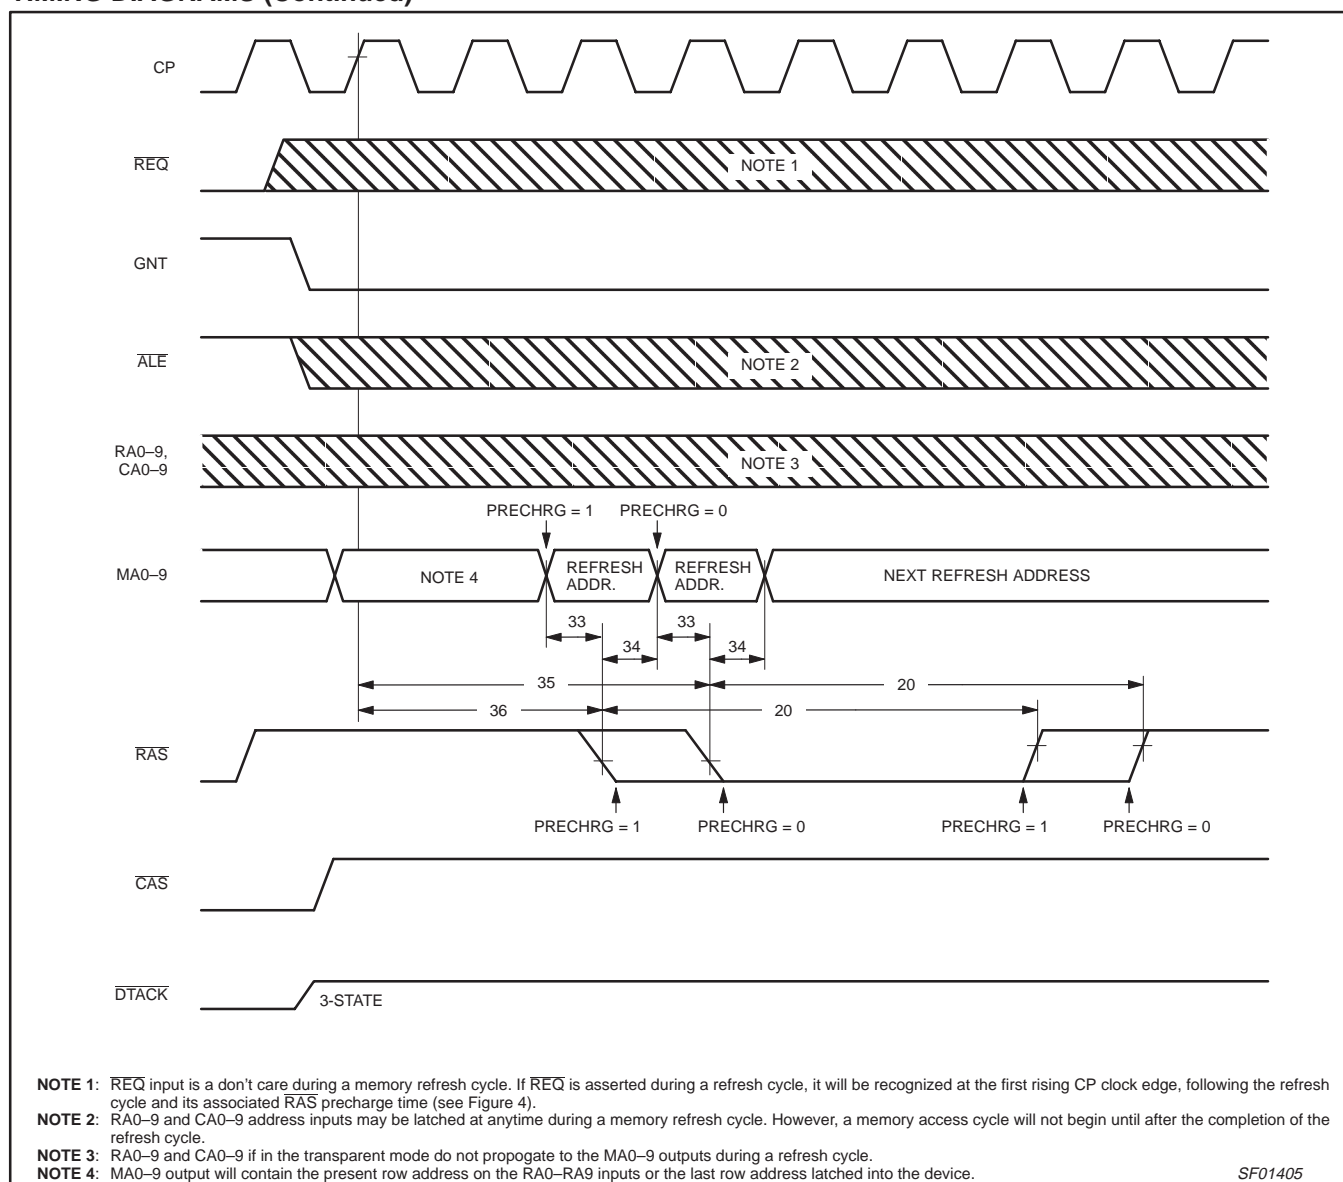 CP
REQ
NOTE 1
GNT
ALE
NOTE 2
RA0–9,
CA0–9
NOTE 3
PRECHRG = 1 PRECHRG = 0
MA0–9
NOTE 4
REFRESH
ADDR.
REFRESH
ADDR.
NEXT REFRESH ADDRESS
33 33
34 34
35 20
36 20
RAS
PRECHRG = 1 PRECHRG = 0 PRECHRG = 1 PRECHRG = 0
CAS
DTACK
3-STATE
NOTE 1: REQ input is a don’t care during a memory refresh cycle. If REQ is asserted during a refresh cycle, it will be recognized at the first rising CP clock edge, following the refresh
cycle and its associated RAS precharge time (see Figure 4).
NOTE 2: RA0–9 and CA0–9 address inputs may be latched at anytime during a memory refresh cycle. However, a memory access cycle will not begin until after the completion of the
refresh cycle.
NOTE 3: RA0–9 and CA0–9 if in the transparent mode do not propogate to the MA0–9 outputs during a refresh cycle.
NOTE 4: MA0–9 output will contain the present row address on the RA0–RA9 inputs or the last row address latched into the device.
SF01405